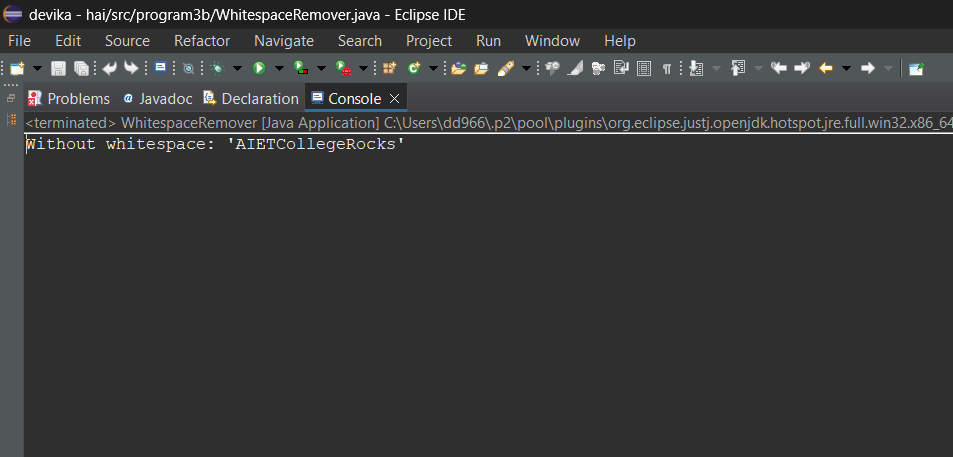 devika - hai/src/program3b/WhitespaceRemover.java - Eclipse IDE
File Edit Source Refactor Navigate Search Project Run Window Help
Problems @ Javadoc Declaration Console
<terminated> WhitespaceRemover [Java Application] C:\Users\dd966\.p2\pool\plugins\org.eclipse.justj.openjdk.hotspot.jre.full.win32.x86_64
Without whitespace: 'AIETCollegeRocks'